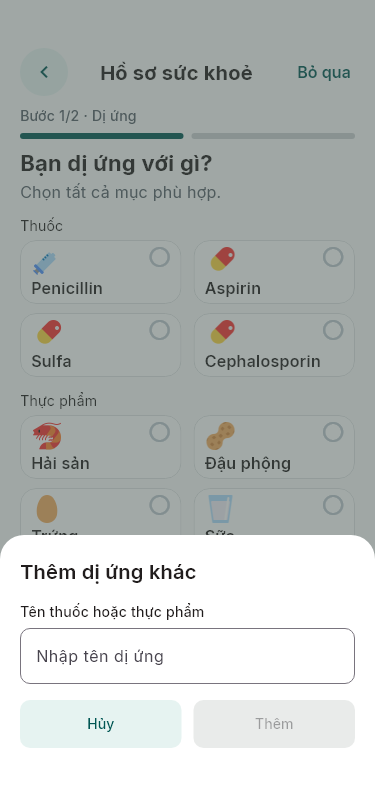 Hồ sơ sức khoẻ
Bỏ qua
Bước 1/2 · Dị ứng
Bạn dị ứng với gì?
Chọn tất cả mục phù hợp.
Thuốc
Penicillin
Aspirin
Sulfa
Cephalosporin
Thực phẩm
Hải sản
Đậu phộng
Trứng
Sữa
Thêm dị ứng khác
Tên thuốc hoặc thực phẩm
Nhập tên dị ứng
Hủy
Thêm